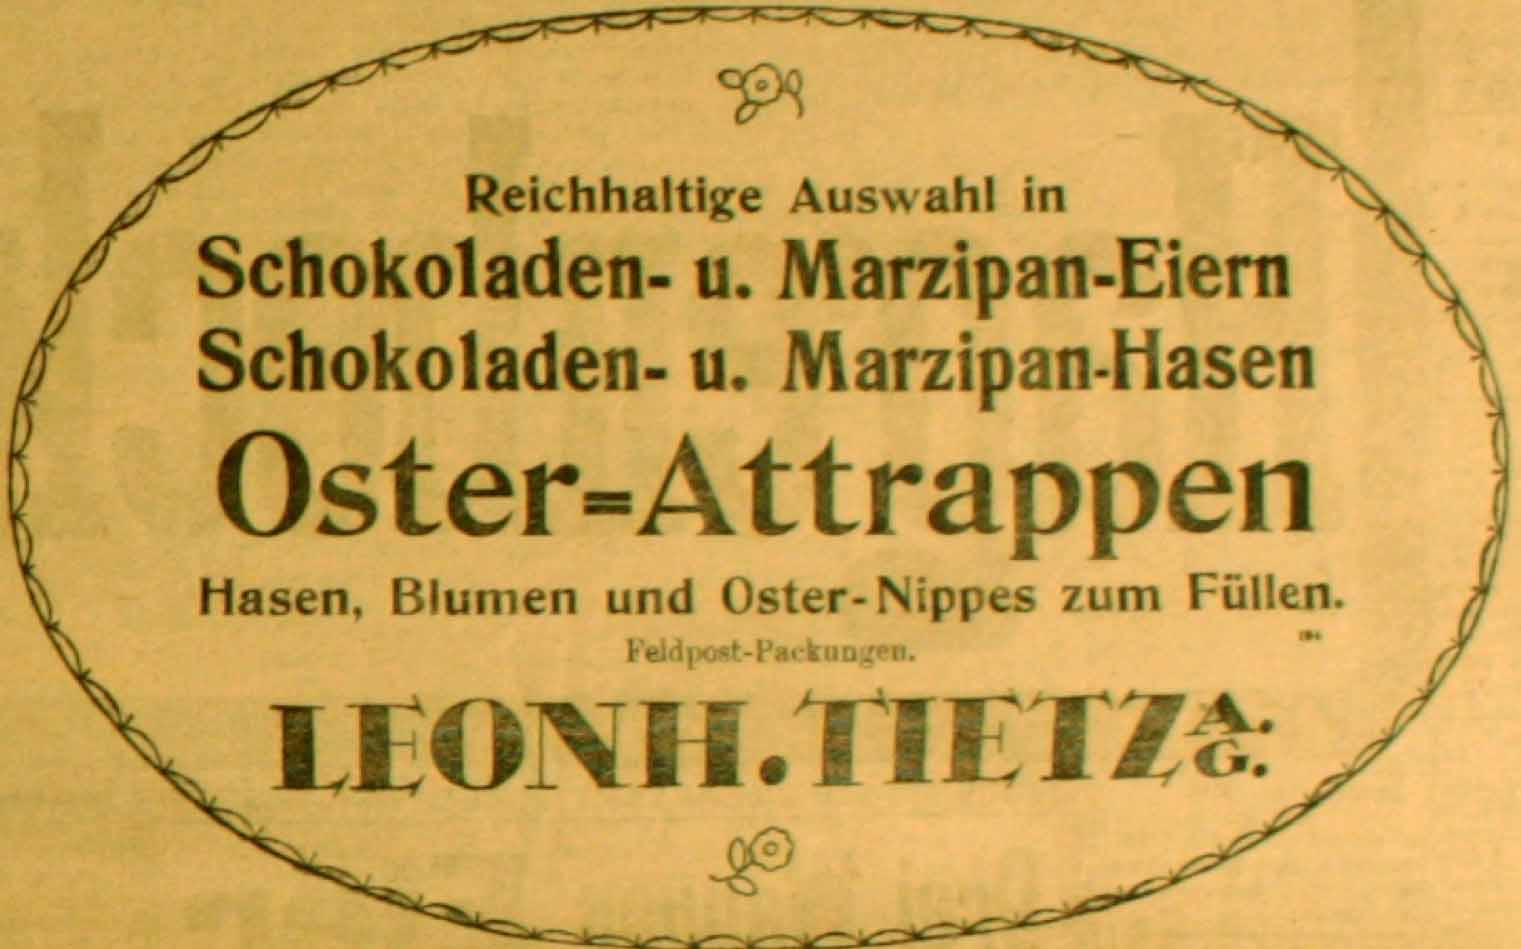 Reichhaltige Auswahl in
Schokoladen- u. Marzipan-Eiern
Schokoladen- u. Marzipan-Hasen
Oster=Attrappen
Hasen, Blumen und Oster-Nippes zum Füllen.
Feldpost-Packungen.
LEONH. TIETZ A.G.